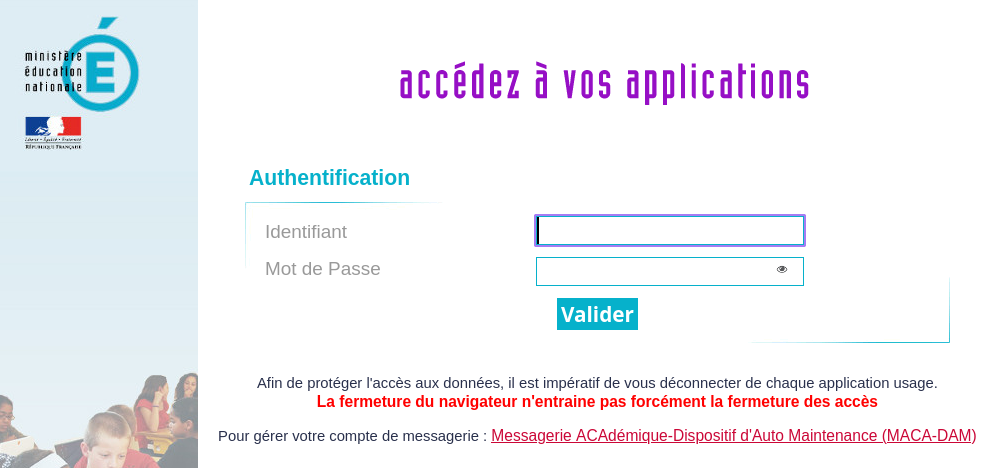 ministère
éducation
nationale
É
Liberté • Égalité • Fraternité
RÉPUBLIQUE FRANÇAISE
accédez à vos applications
Authentification
Identifiant
Mot de Passe
Valider
Afin de protéger l'accès aux données, il est impératif de vous déconnecter de chaque application usage.
La fermeture du navigateur n'entraine pas forcément la fermeture des accès
Pour gérer votre compte de messagerie : Messagerie ACAdémique-Dispositif d'Auto Maintenance (MACA-DAM)